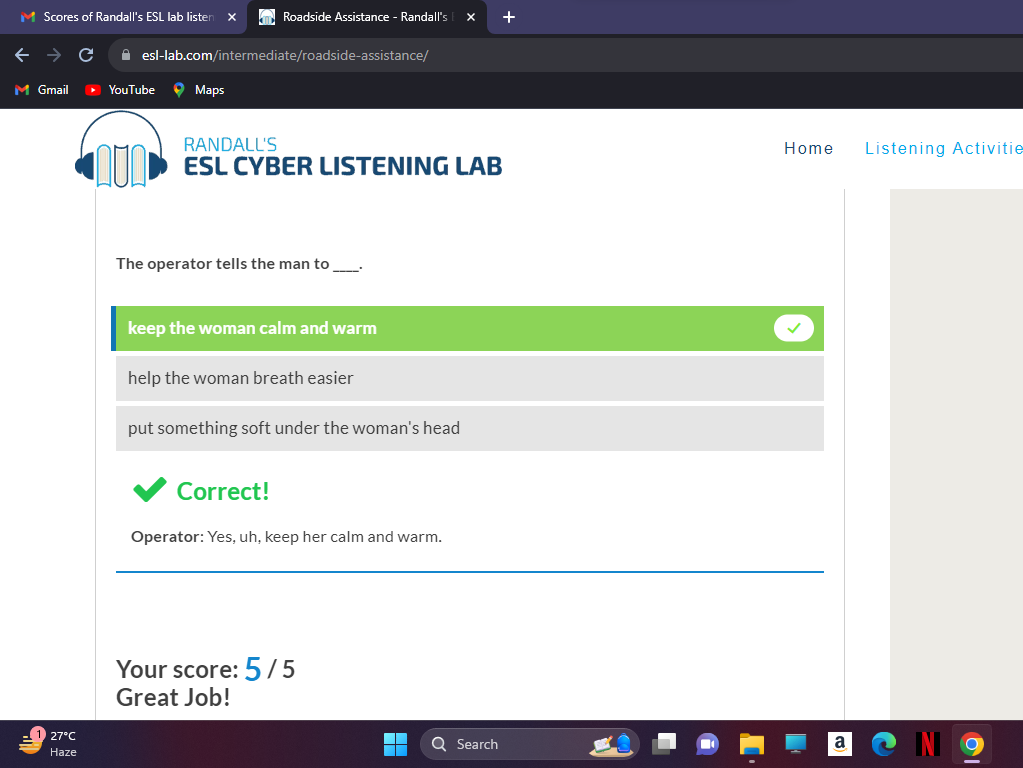 Scores of Randall's ESL lab listen
Roadside Assistance - Randall's
esl-lab.com/intermediate/roadside-assistance/
Gmail YouTube Maps
RANDALL'S
ESL CYBER LISTENING LAB
Home Listening Activitie
The operator tells the man to ____.
keep the woman calm and warm
help the woman breath easier
put something soft under the woman's head
Correct!
Operator: Yes, uh, keep her calm and warm.
Your score: 5 / 5
Great Job!
1
27°C
Haze
Search
a
N